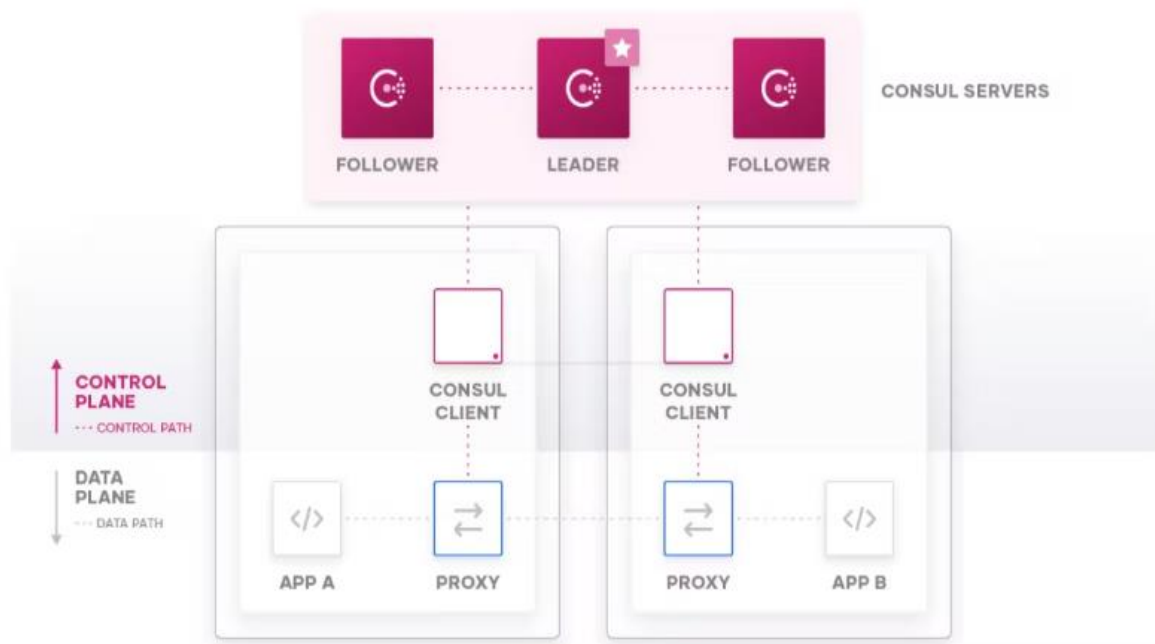 CONSUL SERVERS
FOLLOWER
LEADER
FOLLOWER
CONTROL
PLANE
--- CONTROL PATH
CONSUL
CLIENT
CONSUL
CLIENT
DATA
PLANE
--- DATA PATH
</>
</>
APP A
PROXY
PROXY
APP B